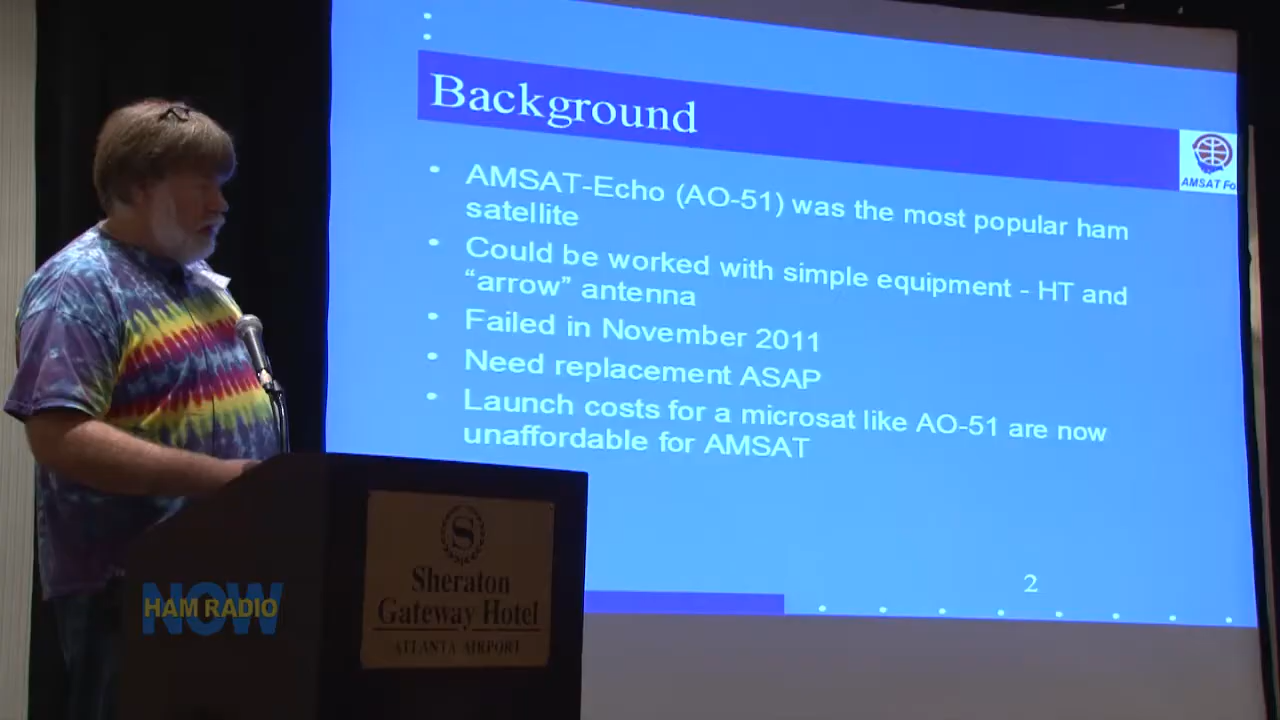 Background
AMSAT Fo
• AMSAT-Echo (AO-51) was the most popular ham
satellite
• Could be worked with simple equipment - HT and
“arrow” antenna
• Failed in November 2011
• Need replacement ASAP
• Launch costs for a microsat like AO-51 are now
unaffordable for AMSAT
2
S
Sheraton
Gateway Hotel
ATLANTA AIRPORT
NOW
HAM RADIO